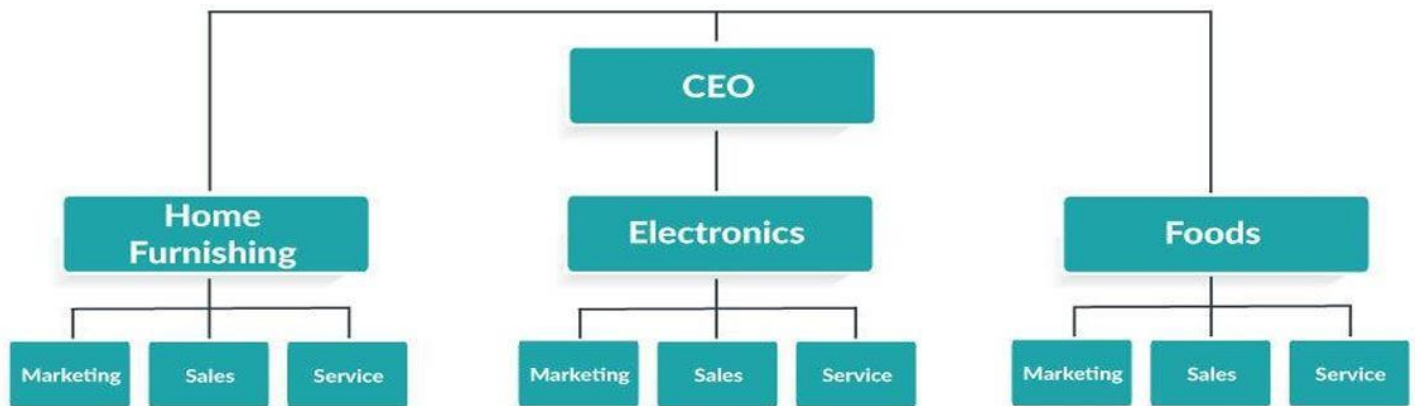 CEO
Home
Furnishing
Electronics
Foods
Marketing
Sales
Service
Marketing
Sales
Service
Marketing
Sales
Service